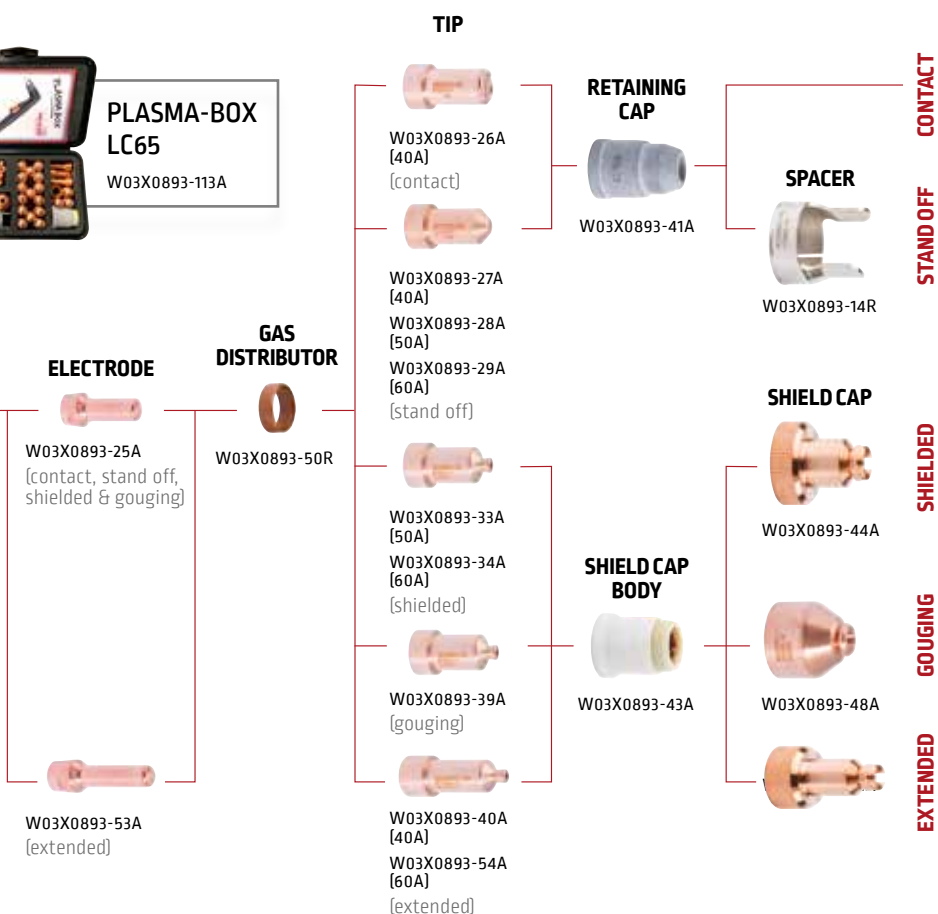 TIP
PLASMA-BOX
LC65
W03X0893-113A
PLASMA BOX
W03X0893-26A
(40A)
(contact)
RETAINING
CAP
W03X0893-41A
CONTACT
SPACER
W03X0893-14R
STAND OFF
W03X0893-27A
(40A)
W03X0893-28A
(50A)
W03X0893-29A
(60A)
(stand off)
GAS
DISTRIBUTOR
W03X0893-50R
ELECTRODE
W03X0893-25A
(contact, stand off,
shielded & gouging)
W03X0893-33A
(50A)
W03X0893-34A
(60A)
(shielded)
SHIELD CAP
W03X0893-44A
SHIELDED
SHIELD CAP
BODY
W03X0893-43A
W03X0893-39A
(gouging)
W03X0893-48A
GOUGING
W03X0893-53A
(extended)
W03X0893-40A
(40A)
W03X0893-54A
(60A)
(extended)
EXTENDED